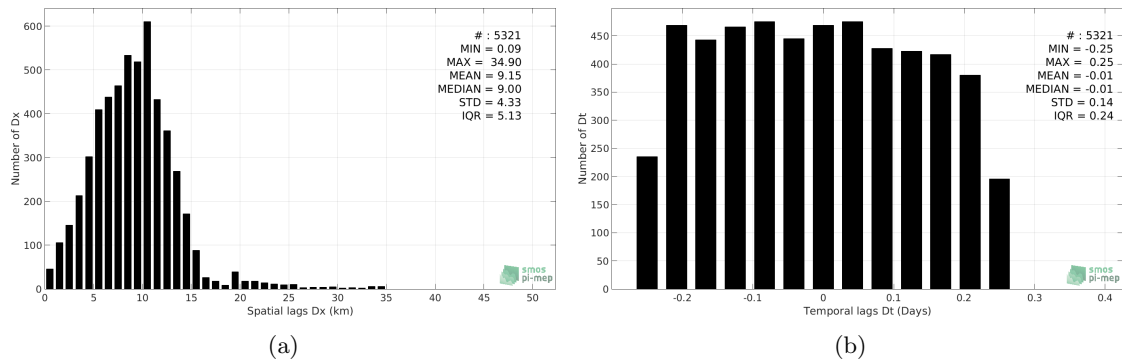 600
500
400
300
200
100
0
Number of Dx
# : 5321
MIN = 0.09
MAX = 34.90
MEAN = 9.15
MEDIAN = 9.00
STD = 4.33
IQR = 5.13
smos
pi-mep
0 5 10 15 20 25 30 35 40 45 50
Spatial lags Dx (km)
(a)
450
400
350
300
250
200
150
100
50
0
Number of Dt
# : 5321
MIN = -0.25
MAX = 0.25
MEAN = -0.01
MEDIAN = -0.01
STD = 0.14
IQR = 0.24
smos
pi-mep
-0.2 -0.1 0 0.1 0.2 0.3 0.4
Temporal lags Dt (Days)
(b)